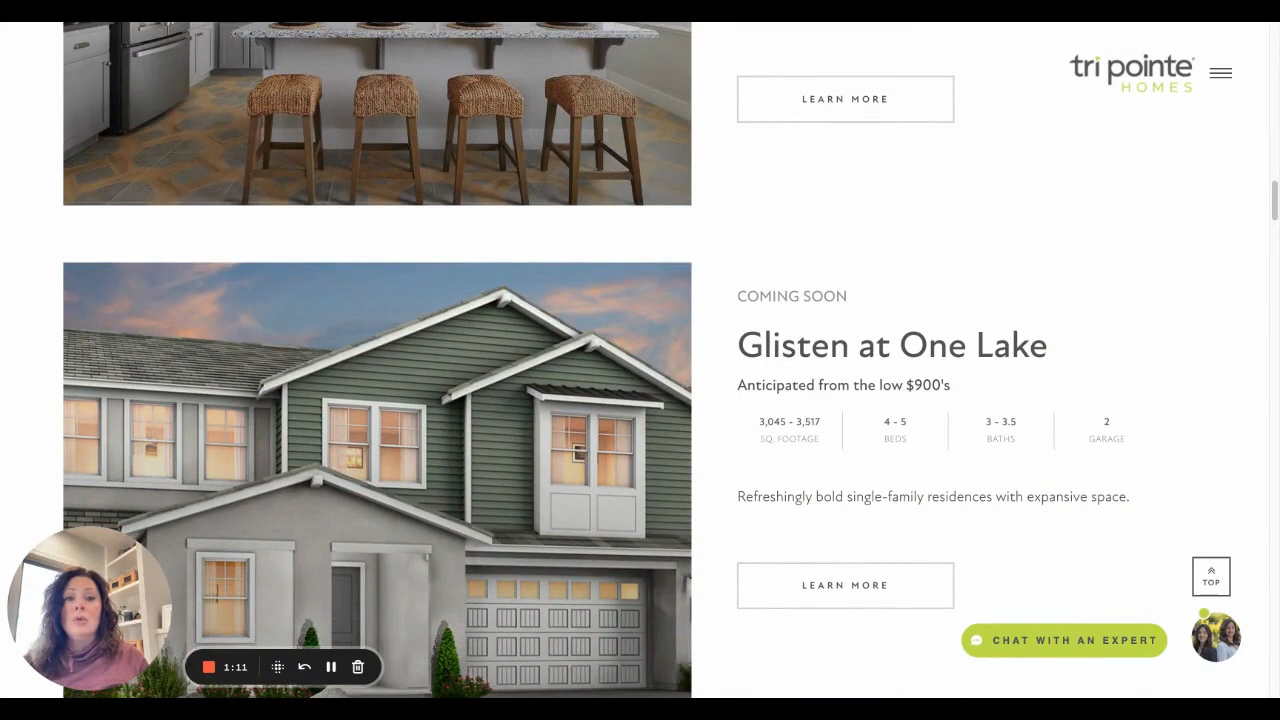 LEARN MORE
tri pointe
HOMES
COMING SOON
Glisten at One Lake
Anticipated from the low $900's
3,045 - 3,517
SQ. FOOTAGE
4 - 5
BEDS
3 - 3.5
BATHS
2
GARAGE
Refreshingly bold single-family residences with expansive space.
LEARN MORE
TOP
CHAT WITH AN EXPERT
1:11